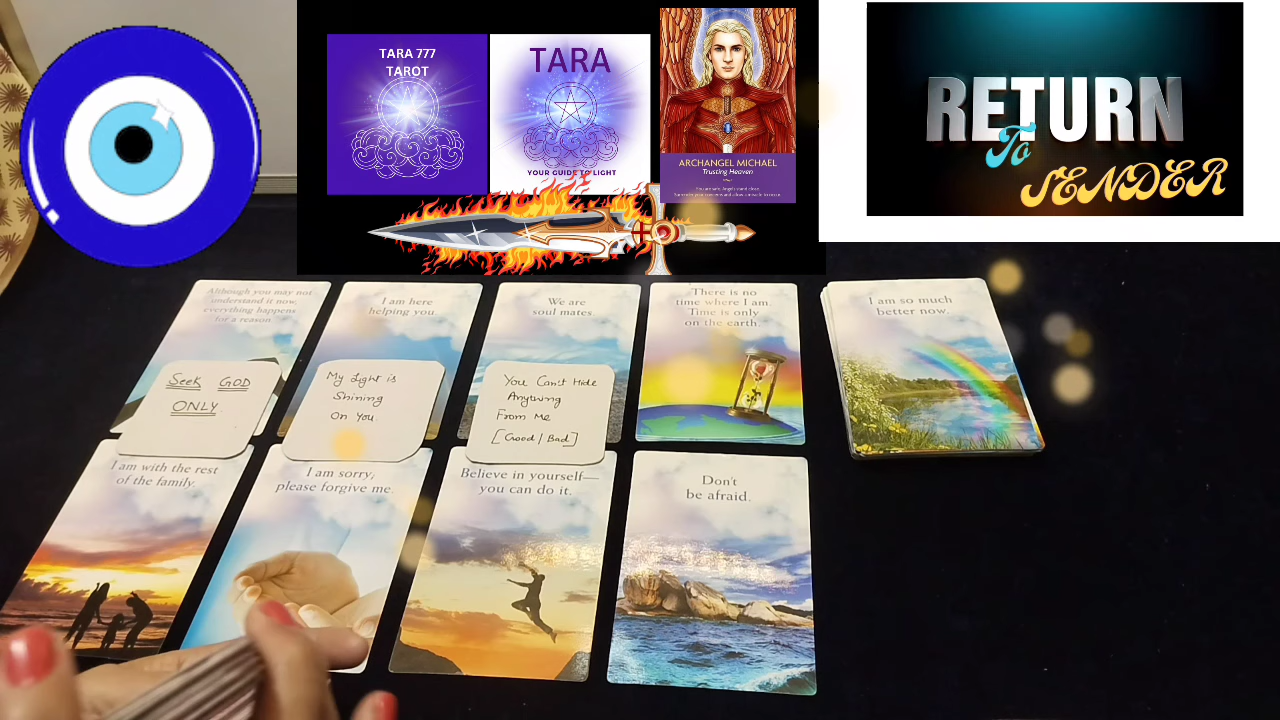 TARA 777
TAROT
TARA
YOUR GUIDE TO LIGHT
ARCHANGEL MICHAEL
Trusting Heaven
RETURN
To
SENDER
Although you may not
understand it now,
everything happens
for a reason.
I am here
helping you.
We are
soul mates
There is no
time where I am.
Time is only
on the earth.
I am so much
better now.
Seek GOD
ONLY
My Light is
Shining
On You.
You Can't Hide
Anything
From Me
[Good/Bad]
I am with the rest
of the family.
I am sorry,
please forgive me.
Believe in yourself—
you can do it.
Don't
be afraid.